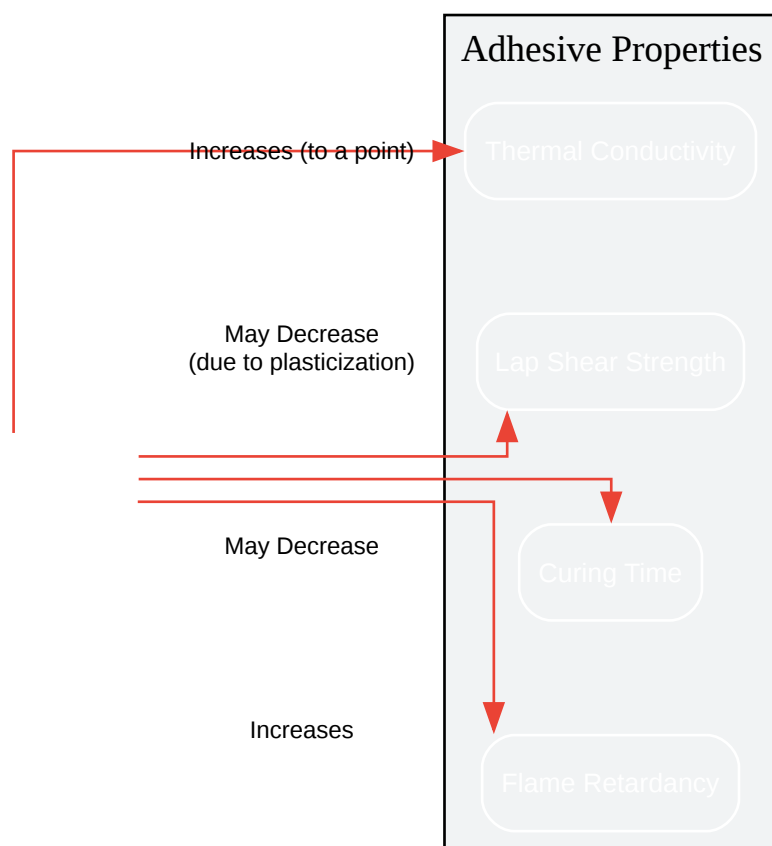 Adhesive Properties
Increases (to a point)
Thermal Conductivity
May Decrease
(due to plasticization)
Lap Shear Strength
May Decrease
Curing Time
Increases
Flame Retardancy